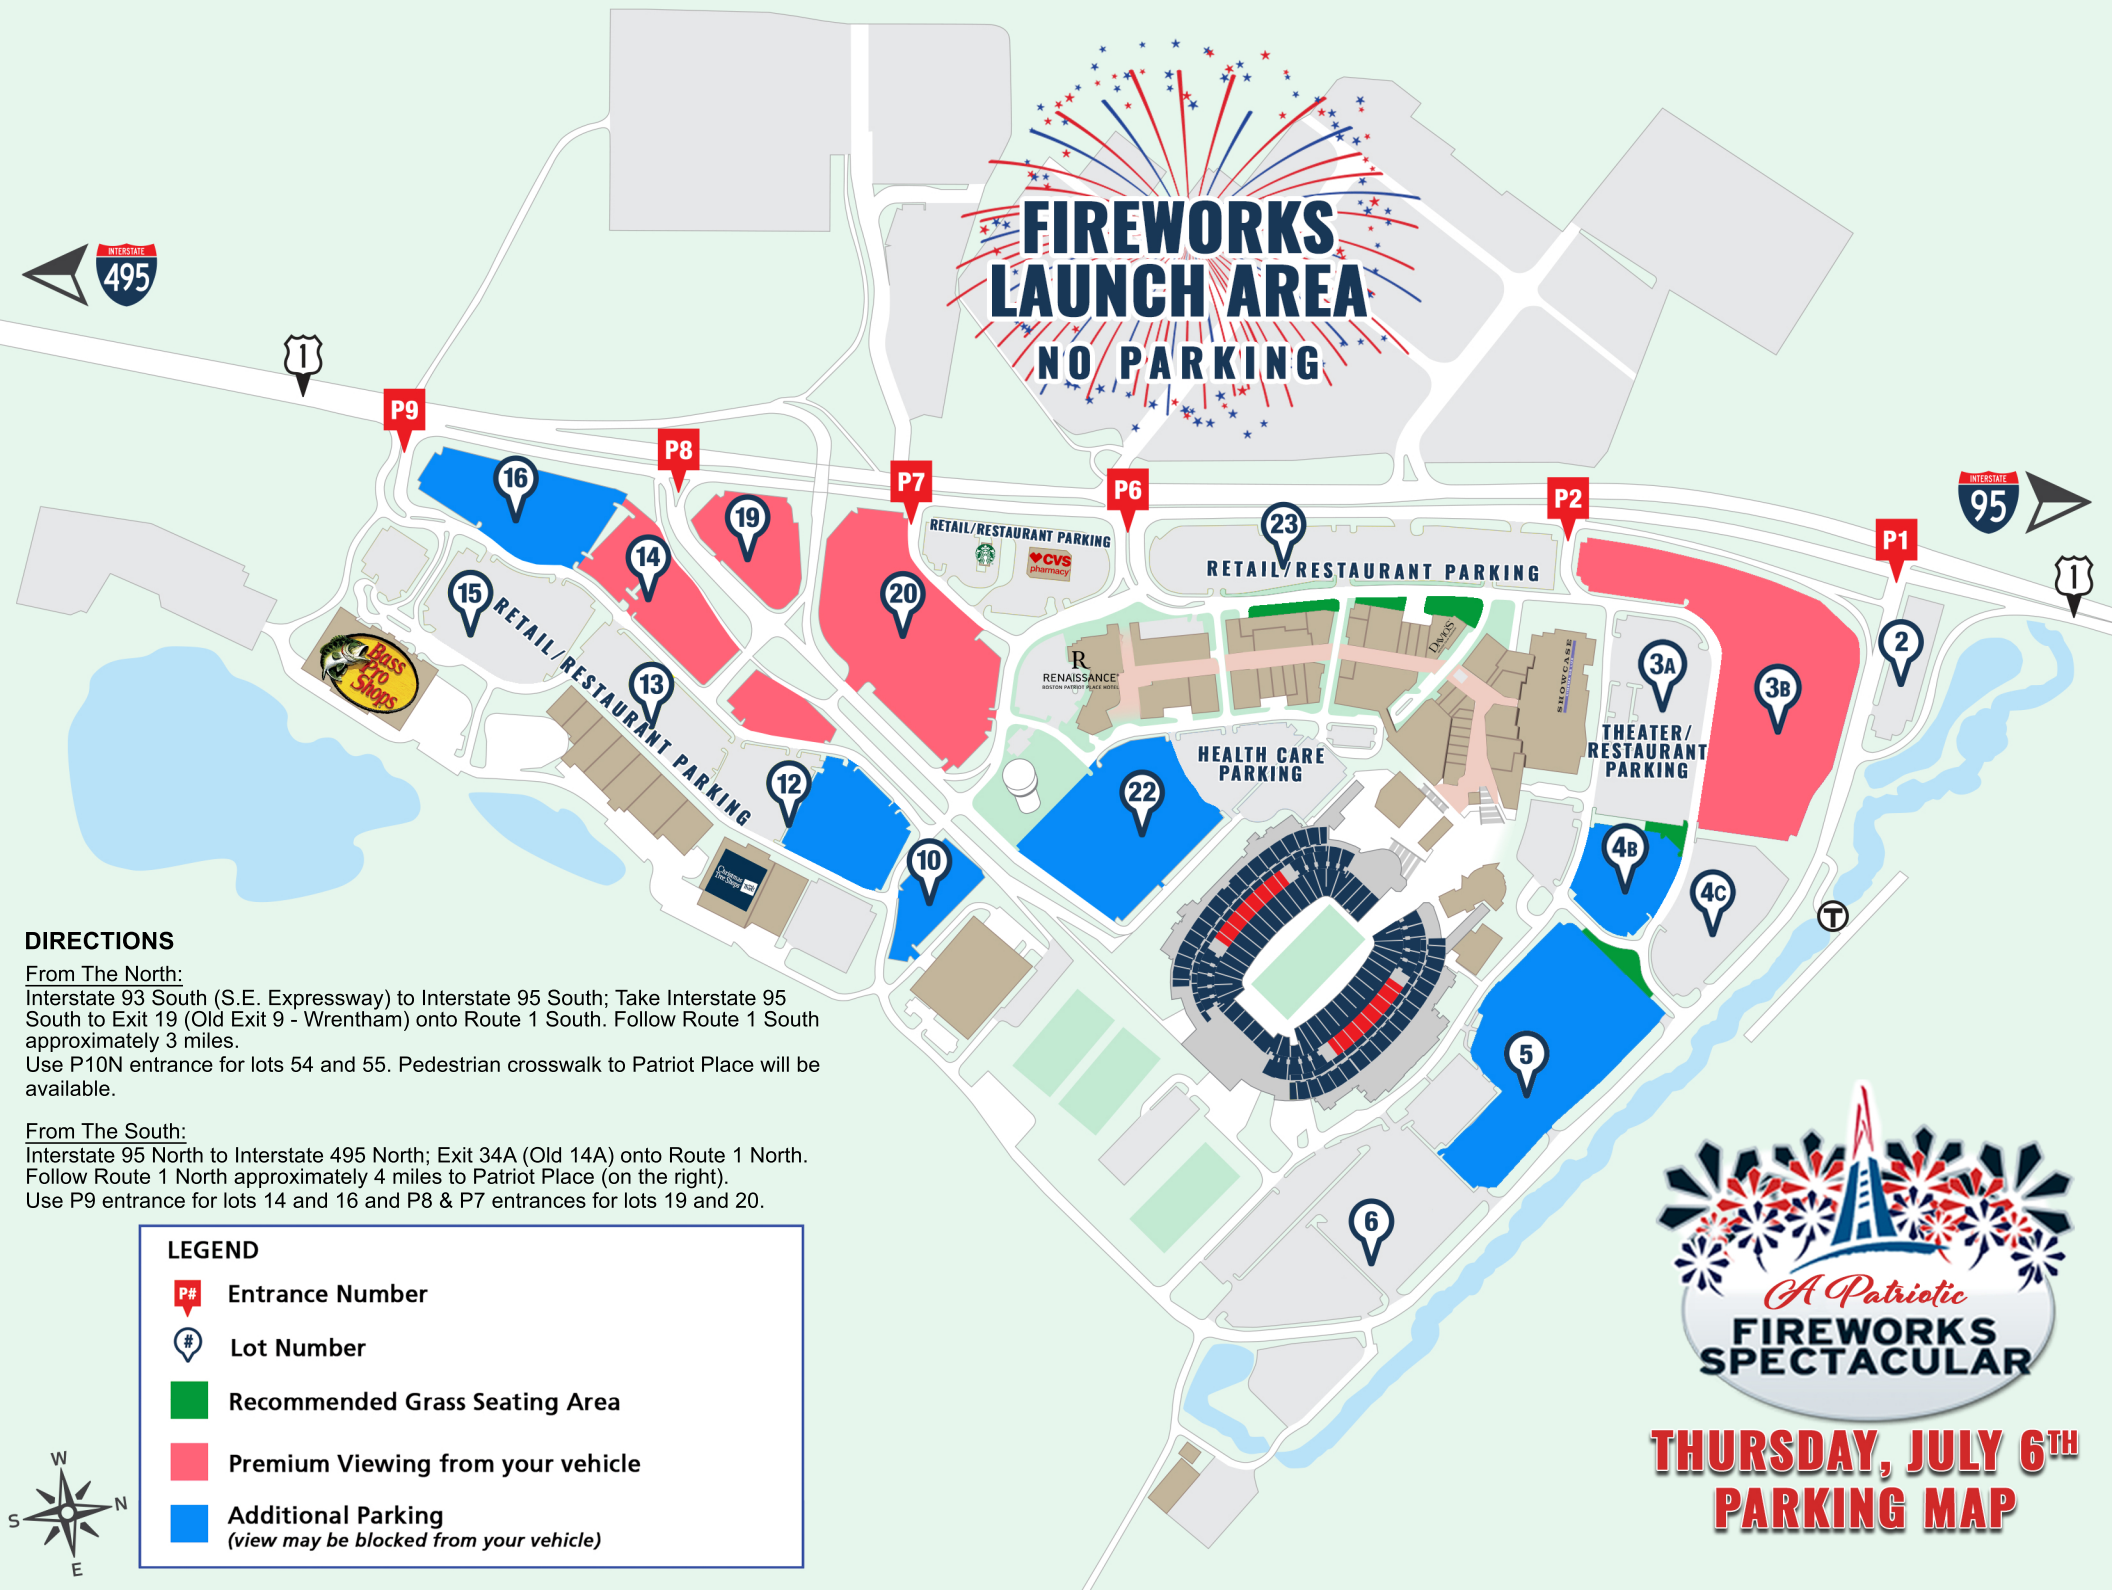 FIREWORKS
LAUNCH AREA
NO PARKING
INTERSTATE
495
1
P9
P8
P7
P6
P2
P1
INTERSTATE
95
1
16
14
19
20
15
13
12
10
22
23
3A
3B
2
4B
4C
5
6
T
RETAIL/RESTAURANT PARKING
CVS
pharmacy
RETAIL/RESTAURANT PARKING
RETAIL/RESTAURANT PARKING
Bass
Pro
Shops
R
RENAISSANCE
BOSTON PATRIOT PLACE HOTEL
DAVIO'S
SHOWCASE
THEATER/
RESTAURANT
PARKING
HEALTH CARE
PARKING
Christmas
Tree Shops
DIRECTIONS
From The North:
Interstate 93 South (S.E. Expressway) to Interstate 95 South; Take Interstate 95
South to Exit 19 (Old Exit 9 - Wrentham) onto Route 1 South. Follow Route 1 South
approximately 3 miles.
Use P10N entrance for lots 54 and 55. Pedestrian crosswalk to Patriot Place will be
available.
From The South:
Interstate 95 North to Interstate 495 North; Exit 34A (Old 14A) onto Route 1 North.
Follow Route 1 North approximately 4 miles to Patriot Place (on the right).
Use P9 entrance for lots 14 and 16 and P8 & P7 entrances for lots 19 and 20.
LEGEND
P# Entrance Number
# Lot Number
Recommended Grass Seating Area
Premium Viewing from your vehicle
Additional Parking
(view may be blocked from your vehicle)
W
S
N
E
A Patriotic
FIREWORKS
SPECTACULAR
THURSDAY, JULY 6TH
PARKING MAP